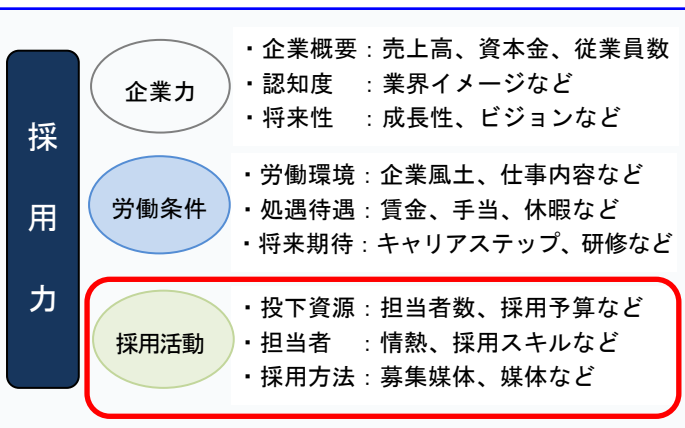 採用力
企業力
・企業概要：売上高、資本金、従業員数
・認知度　：業界イメージなど
・将来性　：成長性、ビジョンなど
労働条件
・労働環境：企業風土、仕事内容など
・処遇待遇：賃金、手当、休暇など
・将来期待：キャリアステップ、研修など
採用活動
・投下資源：担当者数、採用予算など
・担当者　：情熱、採用スキルなど
・採用方法：募集媒体、媒体など